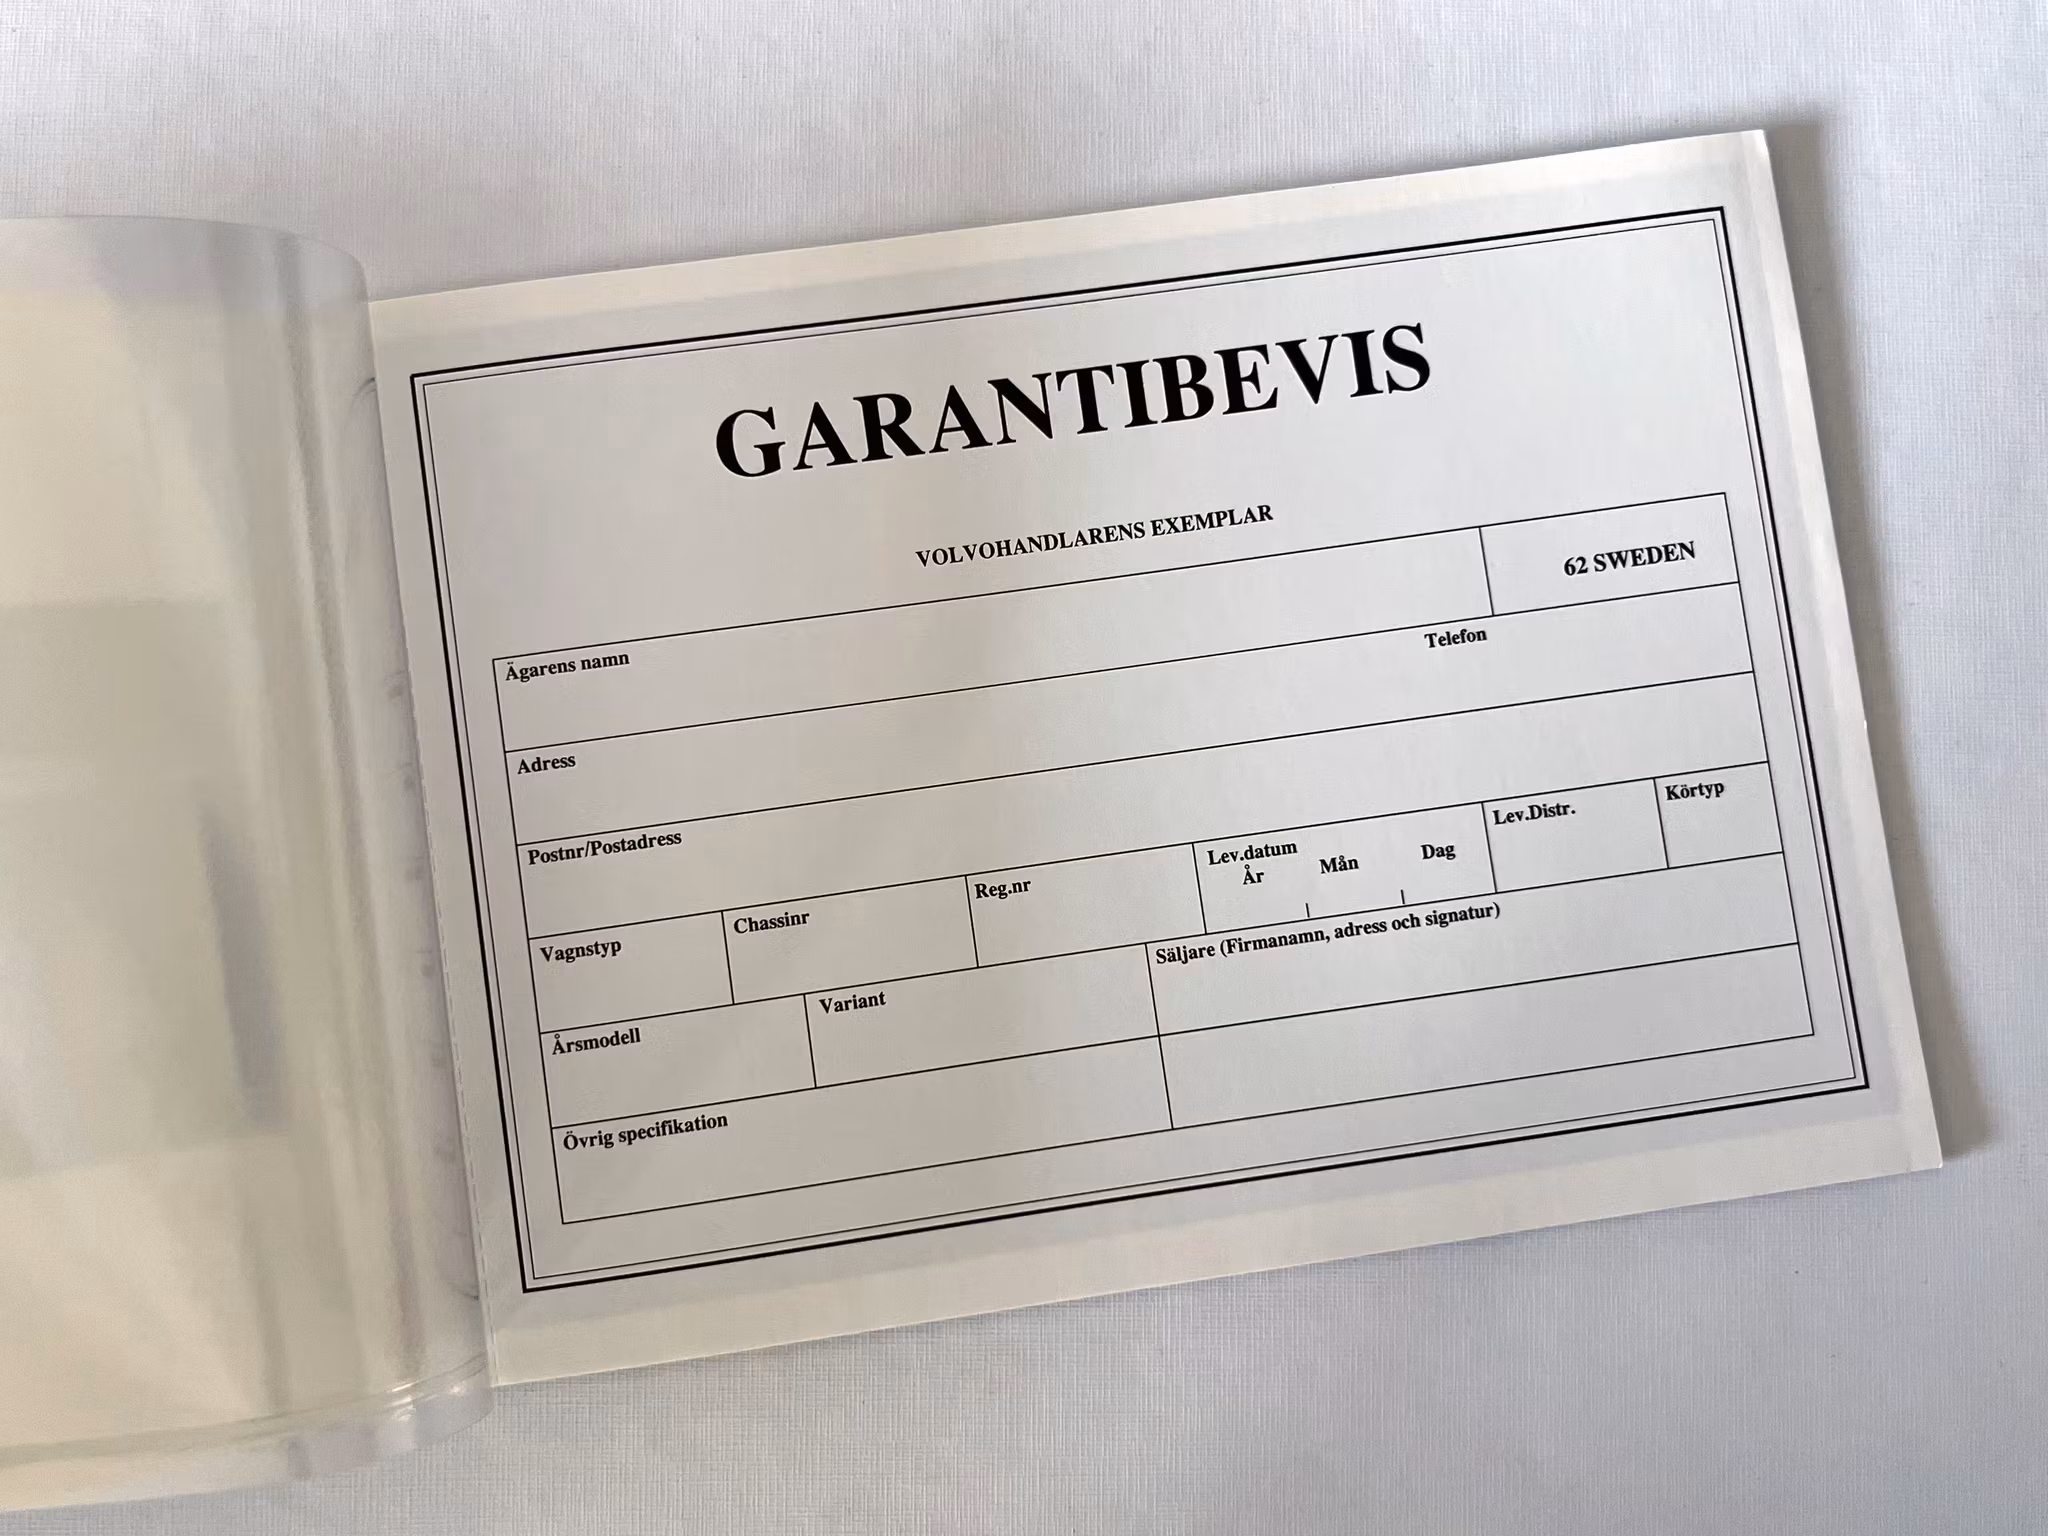 GARANTIBEVIS
VOLVOHANDLARENS EXEMPLAR
62 SWEDEN
Ägarens namn
Telefon
Adress
Postnr/Postadress
Vagnstyp
Chassinr
Reg.nr
Lev.datum
År Mån Dag
Lev.Distr.
Körtyp
Årsmodell
Variant
Säljare (Firmanamn, adress och signatur)
Övrig specifikation